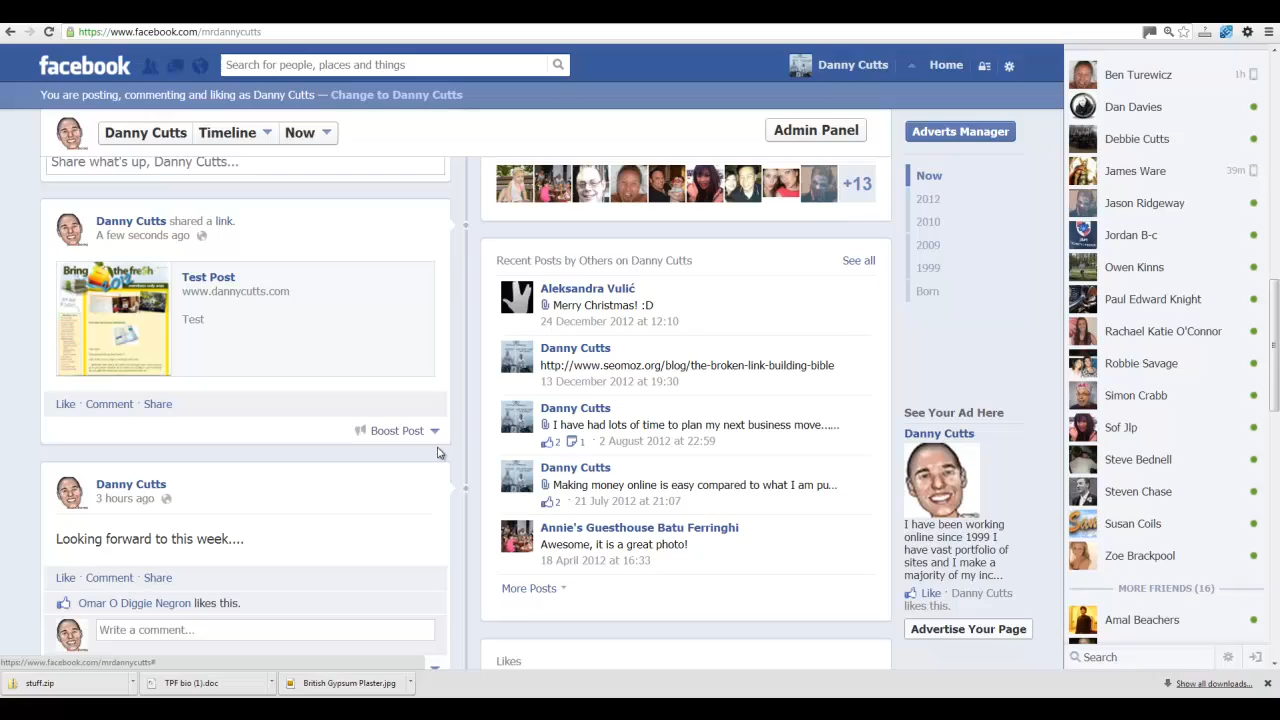 https://www.facebook.com/mrdannycutts
facebook
Search for people, places and things
Danny Cutts
Home
You are posting, commenting and liking as Danny Cutts — Change to Danny Cutts
Danny Cutts
Timeline
Now
Admin Panel
Share what's up, Danny Cutts...
Danny Cutts shared a link.
A few seconds ago
Bring the fresh
Test Post
www.dannycutts.com
Test
Like · Comment · Share
Boost Post
Danny Cutts
3 hours ago
Looking forward to this week....
Like · Comment · Share
Omar O Diggie Negron likes this.
Write a comment...
+13
Recent Posts by Others on Danny Cutts
See all
Aleksandra Vulić
Merry Christmas! :D
24 December 2012 at 12:10
Danny Cutts
http://www.seomoz.org/blog/the-broken-link-building-bible
13 December 2012 at 19:30
Danny Cutts
I have had lots of time to plan my next business move......
2 1 · 2 August 2012 at 22:59
Danny Cutts
Making money online is easy compared to what I am pu...
2 · 21 July 2012 at 21:07
Annie's Guesthouse Batu Ferringhi
Awesome, it is a great photo!
18 April 2012 at 16:33
More Posts
Likes
Adverts Manager
Now
2012
2010
2009
1999
Born
See Your Ad Here
Danny Cutts
I have been working
online since 1999 I
have vast portfolio of
sites and I make a
majority of my inc...
Like · Danny Cutts
likes this.
Advertise Your Page
Ben Turewicz 1h
Dan Davies
Debbie Cutts
James Ware 39m
Jason Ridgeway
Jordan B-c
Owen Kinns
Paul Edward Knight
Rachael Katie O'Connor
Robbie Savage
Simon Crabb
Sof Jlp
Steve Bednell
Steven Chase
Susan Coils
Zoe Brackpool
MORE FRIENDS (16)
Amal Beachers
Search
https://www.facebook.com/mrdannycutts#
stuff.zip
TPF bio (1).doc
British Gypsum Plaster.jpg
Show all downloads...